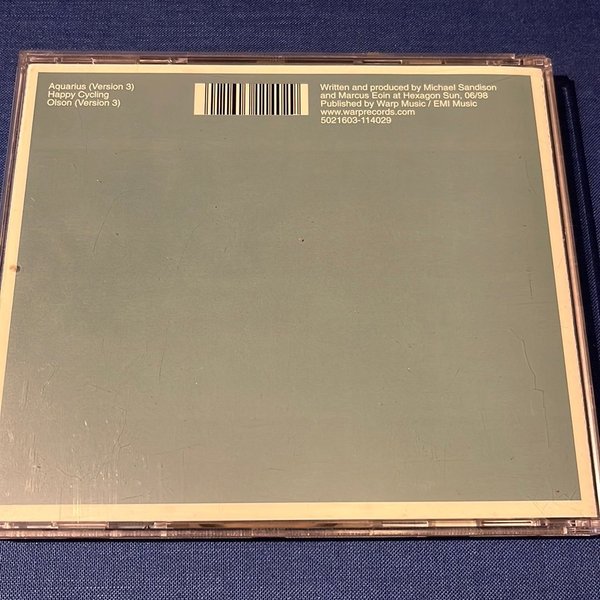 Aquarius (Version 3)
Happy Cycling
Olson (Version 3)
Written and produced by Michael Sandison
and Marcus Eoin at Hexagon Sun, 06/98
Published by Warp Music / EMI Music
www.warprecords.com
5021603-114029